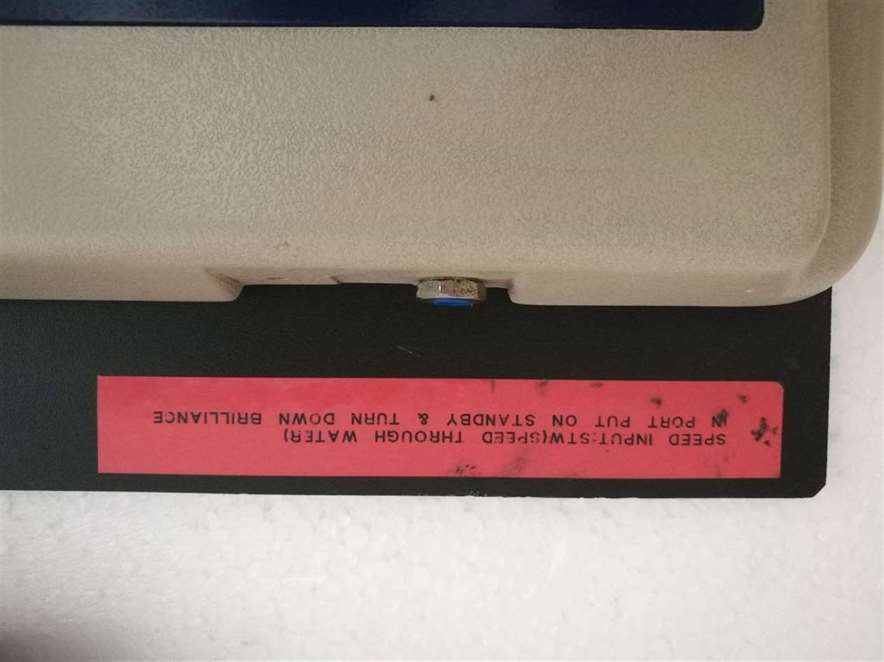 SPEED INPUT:STW(SPEED THROUGH WATER)
IN PORT PUT ON STANDBY & TURN DOWN BRILLIANCE